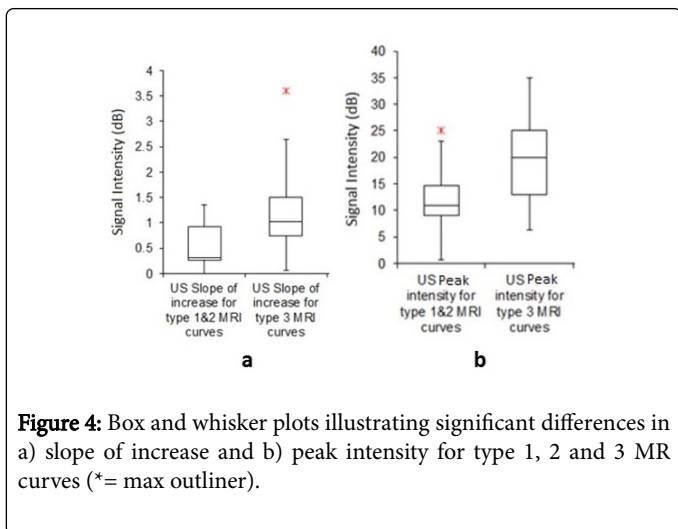 Signal Intensity (dB)
4
3.5
3
2.5
2
1.5
1
0.5
0
US Slope of
increase for
type 1&2 MRI
curves
US Slope of
increase for
type 3 MRI
curves
a
Signal Intensity (dB)
40
35
30
25
20
15
10
5
0
US Peak
intensity for
type 1&2 MRI
curves
US Peak
intensity for
type 3 MRI
curves
b
Figure 4: Box and whisker plots illustrating significant differences in
a) slope of increase and b) peak intensity for type 1, 2 and 3 MR
curves (*= max outliner).